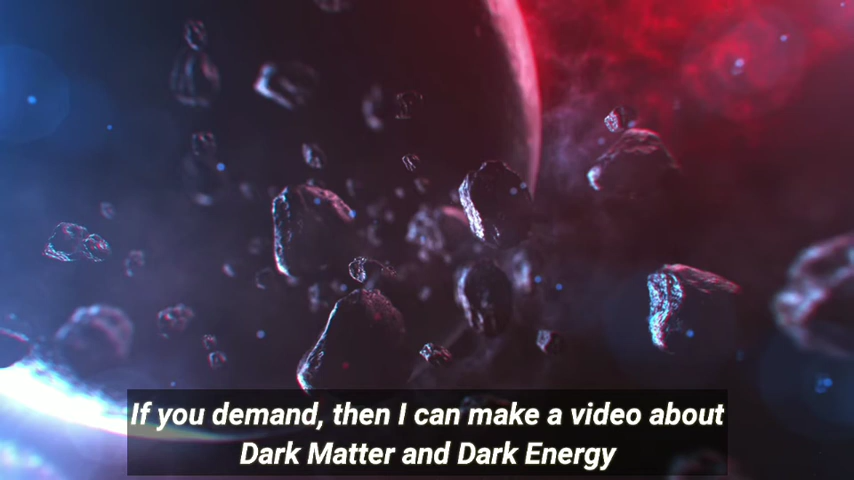 If you demand, then I can make a video about
Dark Matter and Dark Energy